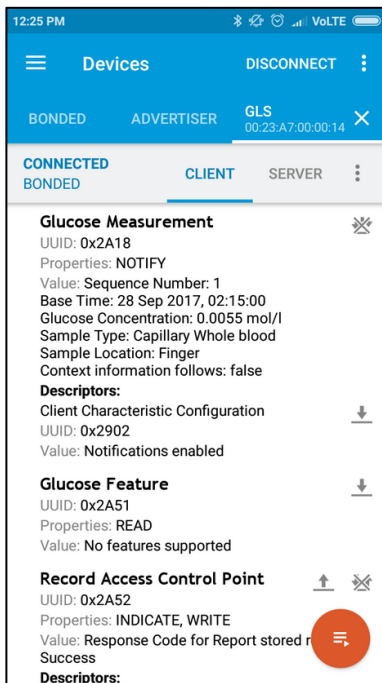 12:25 PM VoLTE
Devices DISCONNECT
BONDED ADVERTISER GLS
00:23:A7:00:00:14
CONNECTED
BONDED CLIENT SERVER
Glucose Measurement
UUID: 0x2A18
Properties: NOTIFY
Value: Sequence Number: 1
Base Time: 28 Sep 2017, 02:15:00
Glucose Concentration: 0.0055 mol/l
Sample Type: Capillary Whole blood
Sample Location: Finger
Context information follows: false
Descriptors:
Client Characteristic Configuration
UUID: 0x2902
Value: Notifications enabled
Glucose Feature
UUID: 0x2A51
Properties: READ
Value: No features supported
Record Access Control Point
UUID: 0x2A52
Properties: INDICATE, WRITE
Value: Response Code for Report stored
Success
Descriptors: